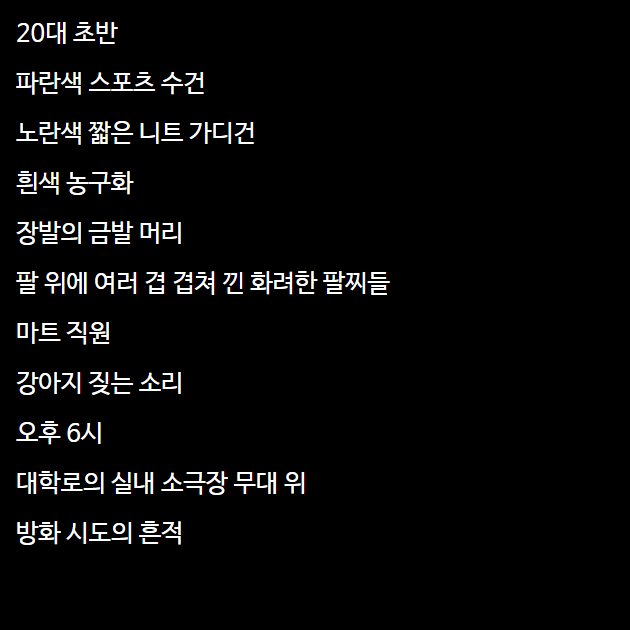 20대 초반
파란색 스포츠 수건
노란색 짧은 니트 가디건
흰색 농구화
장발의 금발 머리
팔 위에 여러 겹 겹쳐 낀 화려한 팔찌들
마트 직원
강아지 짖는 소리
오후 6시
대학로의 실내 소극장 무대 위
방화 시도의 흔적